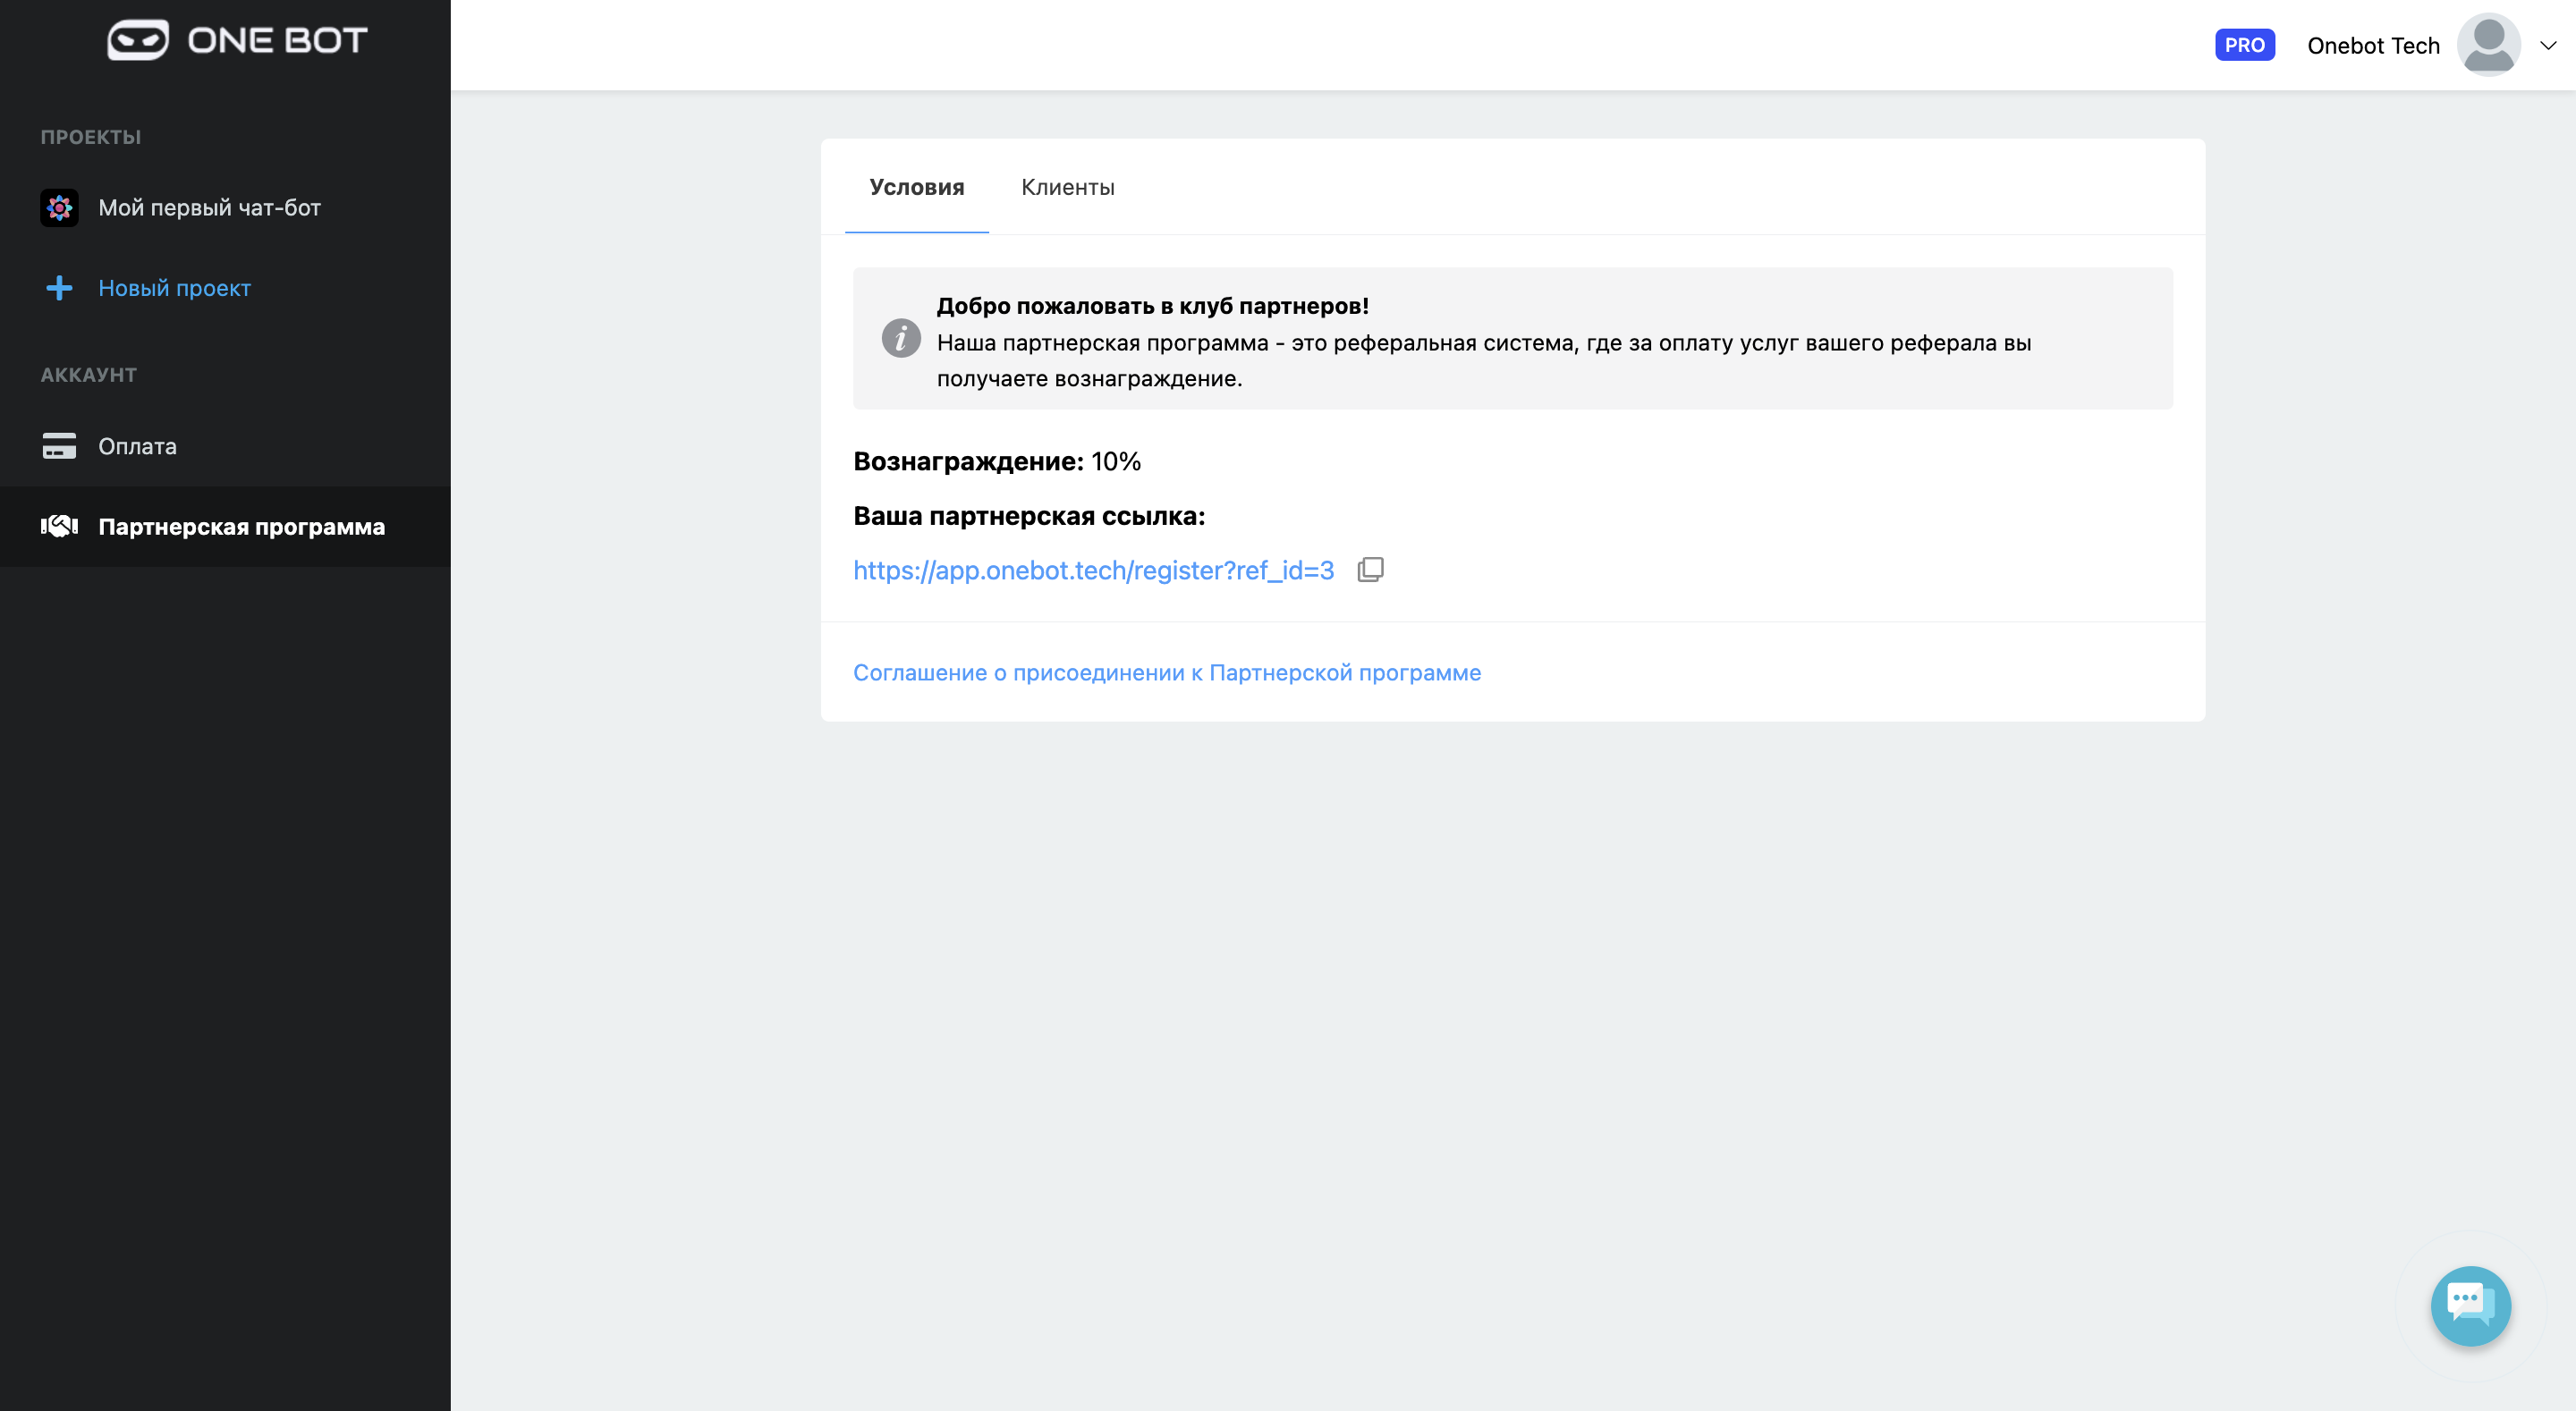 ONE BOT
PRO
Onebot Tech
ПРОЕКТЫ
Мой первый чат-бот
Новый проект
АККАУНТ
Оплата
Партнерская программа
Условия
Клиенты
Добро пожаловать в клуб партнеров!
Наша партнерская программа - это реферальная система, где за оплату услуг вашего реферала вы
получаете вознаграждение.
Вознаграждение: 10%
Ваша партнерская ссылка:
https://app.onebot.tech/register?ref_id=3
Соглашение о присоединении к Партнерской программе